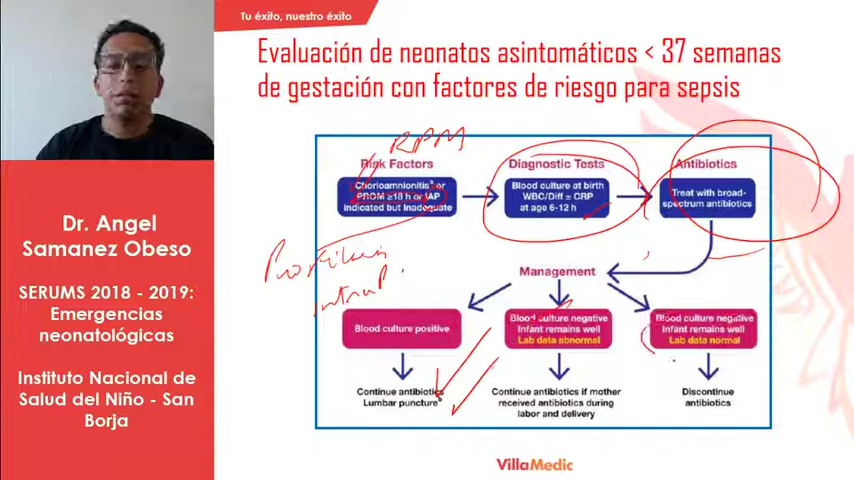 Tu éxito, nuestro éxito
Evaluación de neonatos asintomáticos < 37 semanas
de gestación con factores de riesgo para sepsis
RPM
Risk Factors
Diagnostic Tests
Antibiotics
Chorioamnionitis or
PROM ≥18 h or IAP
indicated but inadequate
Blood culture at birth
WBC/Diff ± CRP
at age 6-12 h
Treat with broad-
spectrum antibiotics
Management
Blood culture positive
Blood culture negative
Infant remains well
Lab data abnormal
Blood culture negative
Infant remains well
Lab data normal
Continue antibiotics
Lumbar puncture
Continue antibiotics if mother
received antibiotics during
labor and delivery
Discontinue
antibiotics
Dr. Angel
Samanez Obeso
SERUMS 2018 - 2019:
Emergencias
neonatológicas
Instituto Nacional de
Salud del Niño - San
Borja
VillaMedic